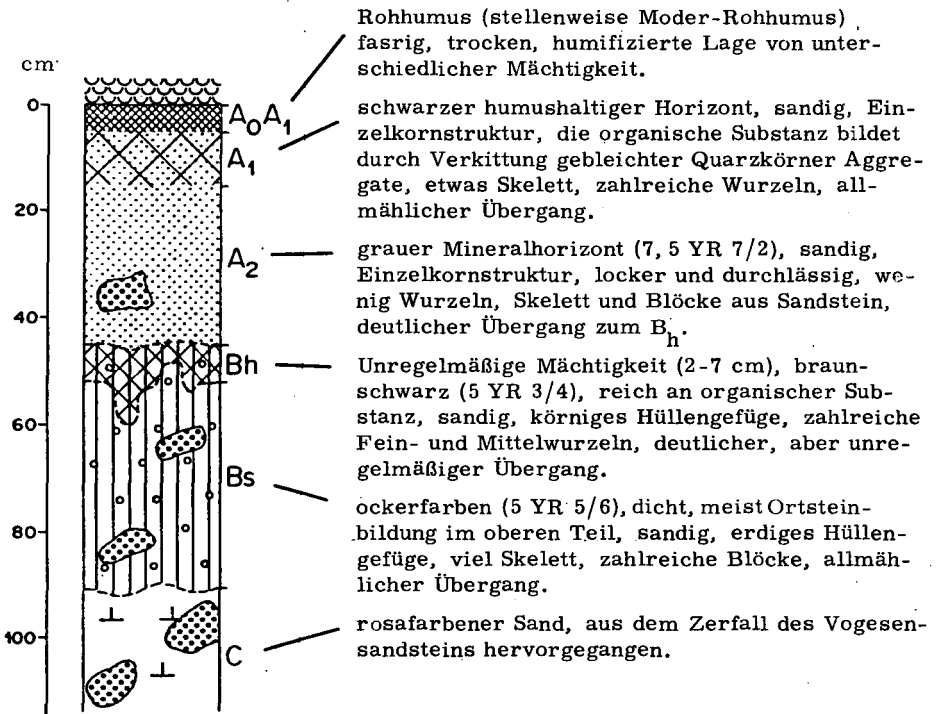 Rohhumus (stellenweise Moder-Rohhumus)
fasrig, trocken, humifizierte Lage von unter-
schiedlicher Mächtigkeit.
cm
0
A0A1
schwarzer humushaltiger Horizont, sandig, Ein-
zelkornstruktur, die organische Substanz bildet
durch Verkittung gebleichter Quarzkörner Aggre-
gate, etwas Skelett, zahlreiche Wurzeln, all-
mählicher Übergang.
A1
20
A2
grauer Mineralhorizont (7, 5 YR 7/2), sandig,
Einzelkornstruktur, locker und durchlässig, we-
nig Wurzeln, Skelett und Blöcke aus Sandstein,
deutlicher Übergang zum Bh.
40
Bh
Unregelmäßige Mächtigkeit (2-7 cm), braun-
schwarz (5 YR 3/4), reich an organischer Sub-
stanz, sandig, körniges Hüllengefüge, zahlreiche
Fein- und Mittelwurzeln, deutlicher, aber unre-
gelmäßiger Übergang.
60
Bs
ockerfarben (5 YR 5/6), dicht, meist Ortstein-
bildung im oberen Teil, sandig, erdiges Hüllen-
gefüge, viel Skelett, zahlreiche Blöcke, allmäh-
licher Übergang.
80
100
C
rosafarbener Sand, aus dem Zerfall des Vogesen-
sandsteins hervorgegangen.